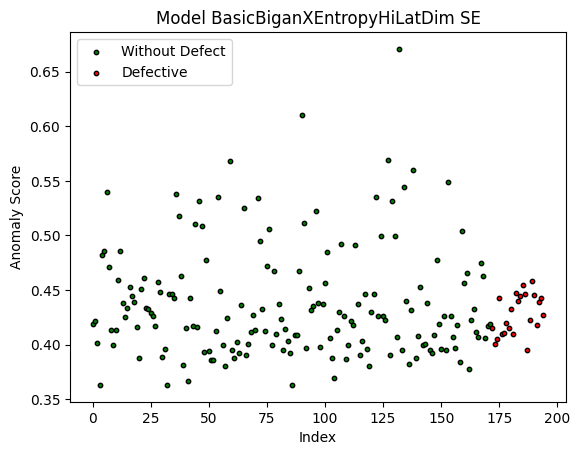 Model BasicBiganXEntropyHiLatDim SE
Without Defect
Defective
Anomaly Score
0.65
0.60
0.55
0.50
0.45
0.40
0.35
0 25 50 75 100 125 150 175 200
Index